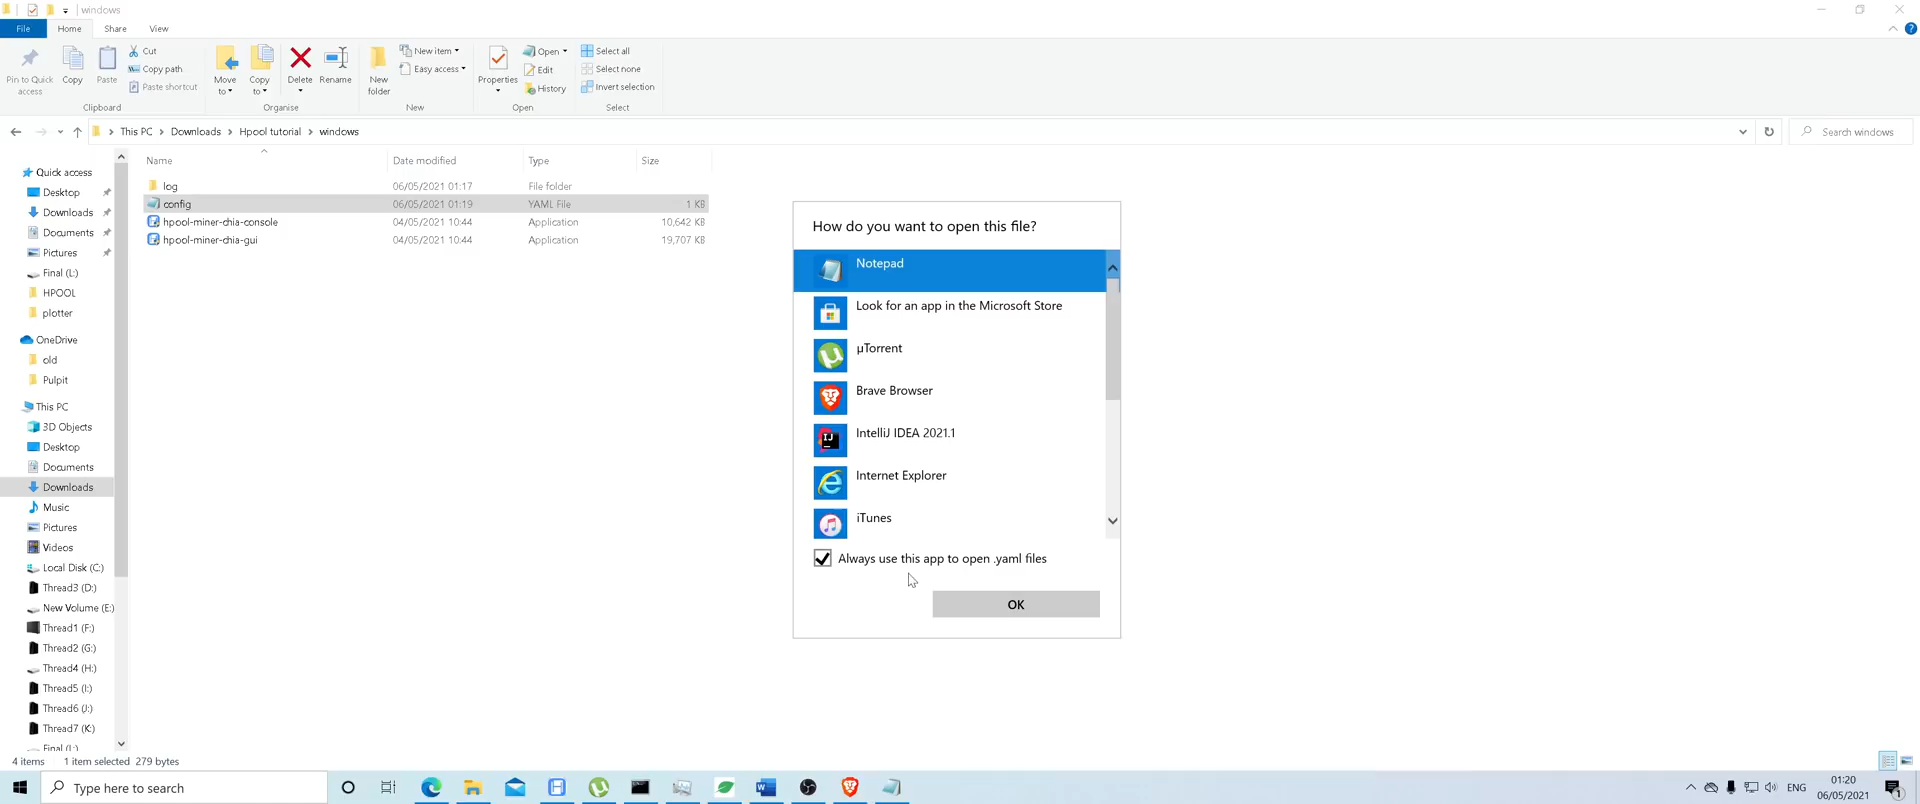 windows
File Home Share View
Pin to Quick access
Copy
Paste
Cut
Copy path
Paste shortcut
Clipboard
Move to
Copy to
Delete
Rename
Organise
New folder
New item
Easy access
New
Properties
Open
Edit
History
Open
Select all
Select none
Invert selection
Select
This PC > Downloads > Hpool tutorial > windows
Search windows
Name Date modified Type Size
log 06/05/2021 01:17 File folder
config 06/05/2021 01:19 YAML File 1 KB
hpool-miner-chia-console 04/05/2021 10:44 Application 10,642 KB
hpool-miner-chia-gui 04/05/2021 10:44 Application 19,707 KB
Quick access
Desktop
Downloads
Documents
Pictures
Final (L:)
HPOOL
plotter
OneDrive
old
Pulpit
This PC
3D Objects
Desktop
Documents
Downloads
Music
Pictures
Videos
Local Disk (C:)
Thread3 (D:)
New Volume (E:)
Thread1 (F:)
Thread2 (G:)
Thread4 (H:)
Thread5 (I:)
Thread6 (J:)
Thread7 (K:)
Final (L:)
How do you want to open this file?
Notepad
Look for an app in the Microsoft Store
µTorrent
Brave Browser
IntelliJ IDEA 2021.1
Internet Explorer
iTunes
Always use this app to open .yaml files
OK
4 items 1 item selected 279 bytes
Type here to search
ENG
01:20
06/05/2021
1